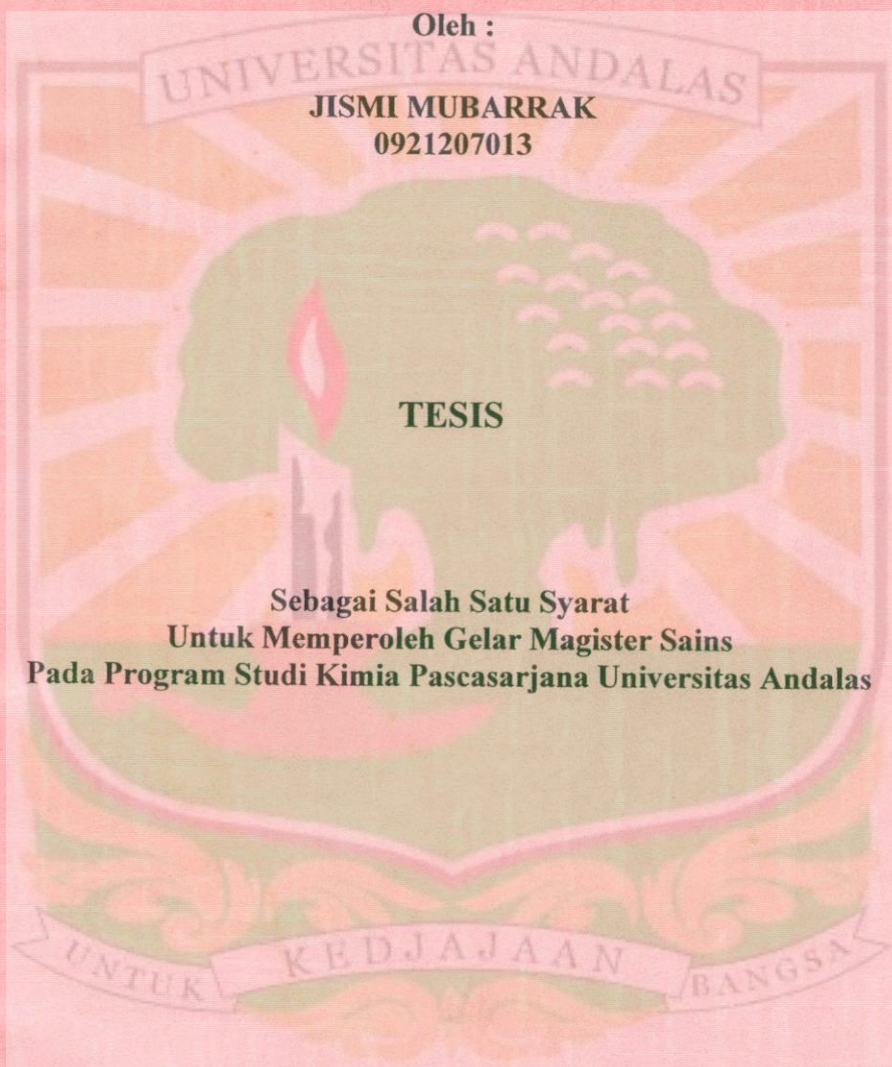 Oleh :
UNIVERSITAS ANDALAS
JISMI MUBARRAK
0921207013
TESIS
Sebagai Salah Satu Syarat
Untuk Memperoleh Gelar Magister Sains
Pada Program Studi Kimia Pascasarjana Universitas Andalas
UNTUK KEDJAJAAN BANGSA